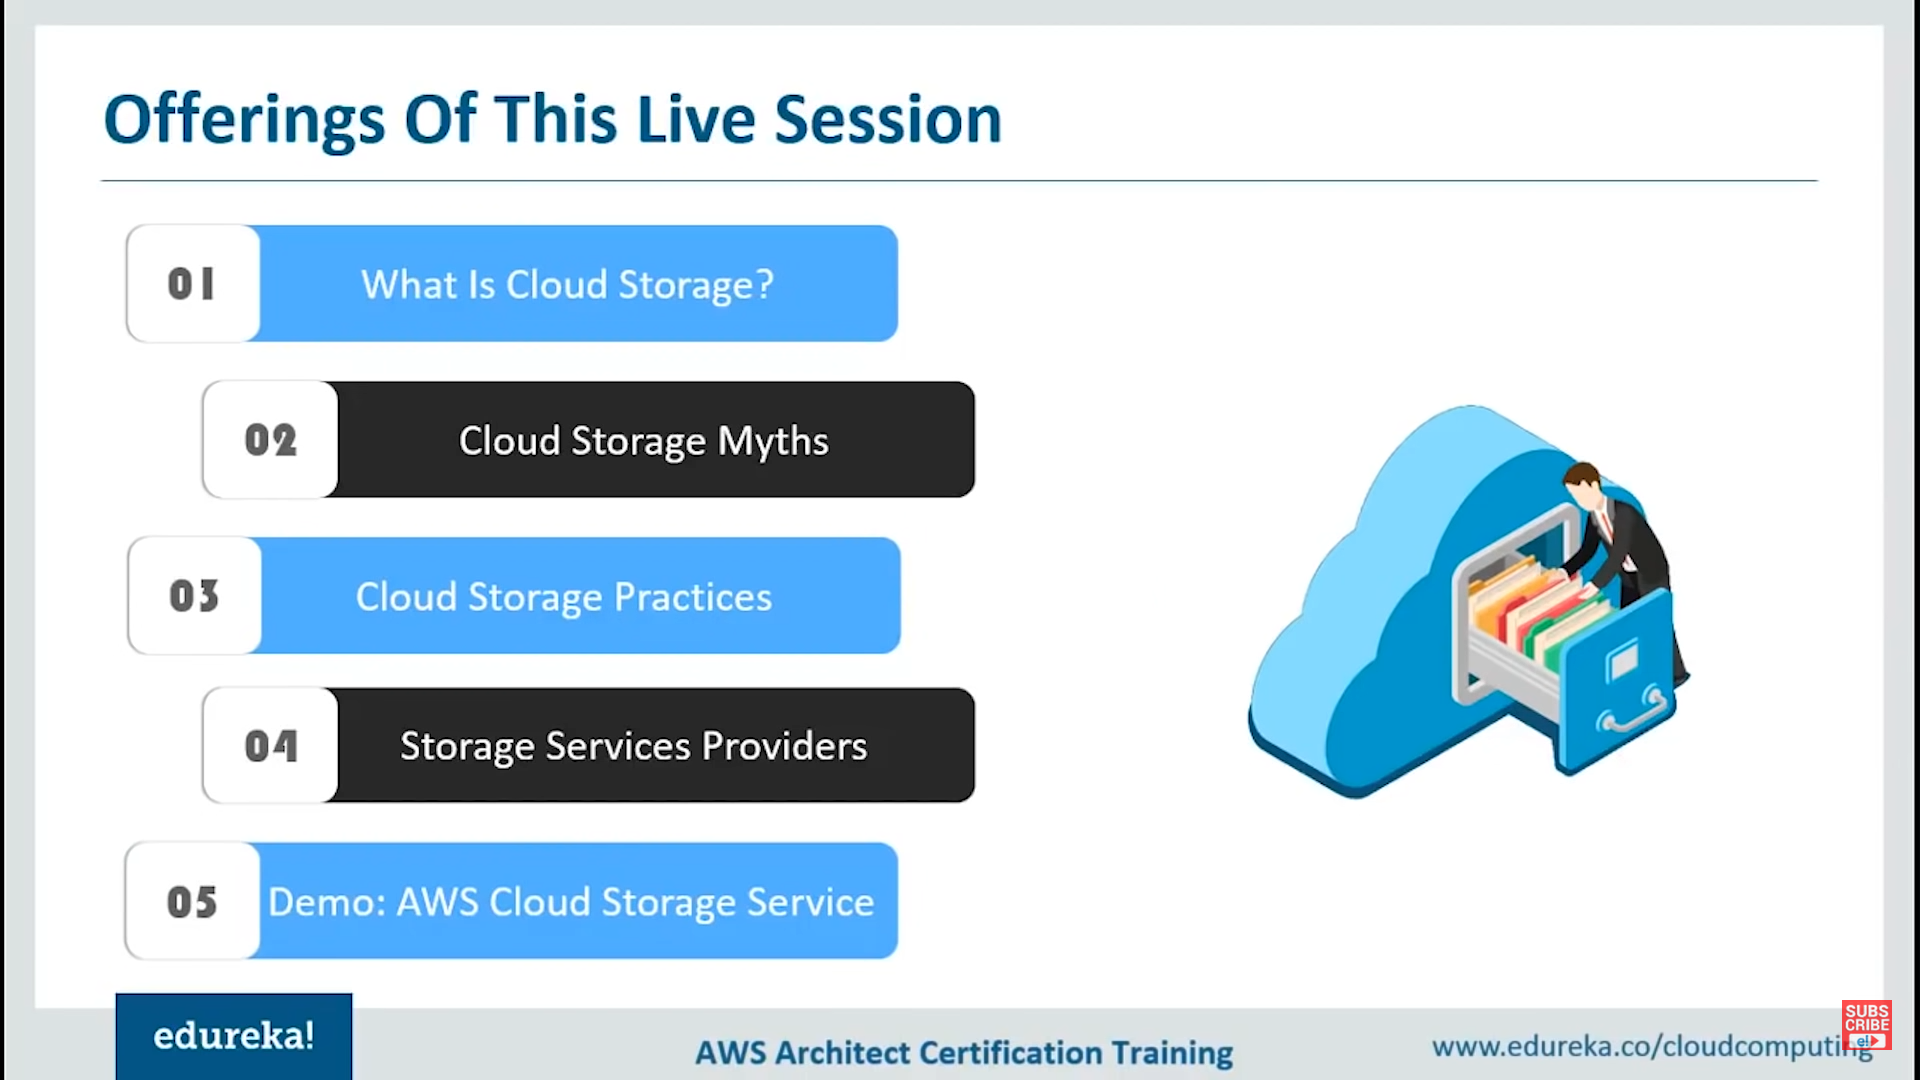 Offerings Of This Live Session
01
What Is Cloud Storage?
02
Cloud Storage Myths
03
Cloud Storage Practices
04
Storage Services Providers
05
Demo: AWS Cloud Storage Service
edureka!
AWS Architect Certification Training
www.edureka.co/cloudcomputing
SUBS
CRIBE
e!